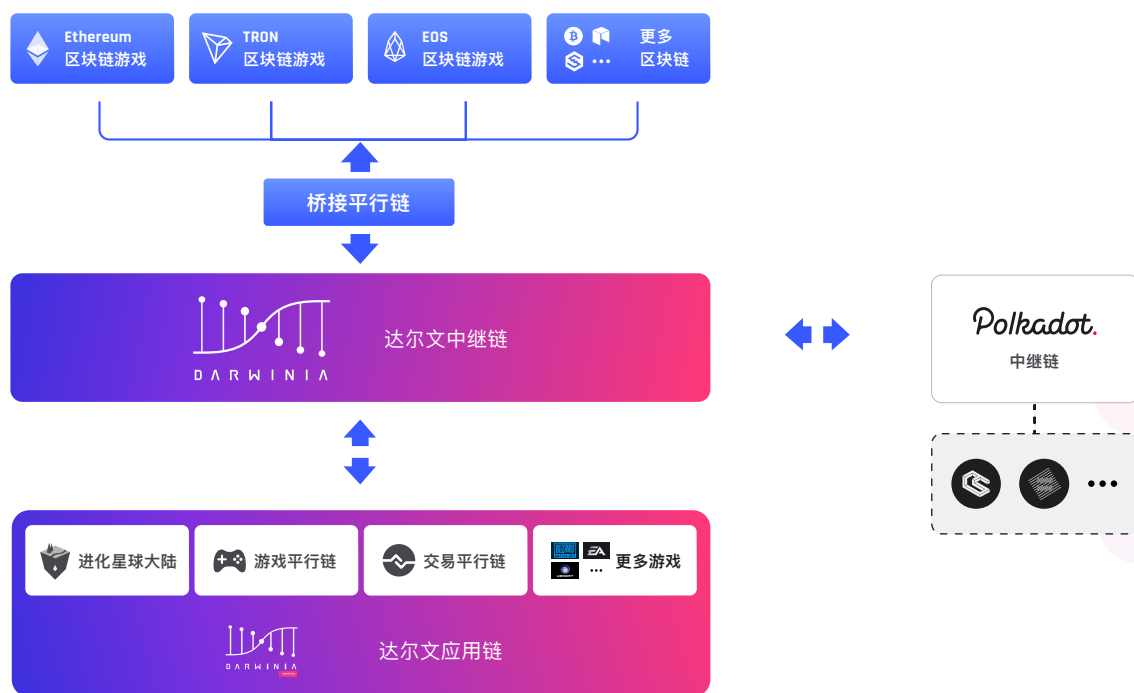 Ethereum
区块链游戏
TRON
区块链游戏
EOS
区块链游戏
更多
区块链
桥接平行链
DARWINIA
达尔文中继链
Polkadot.
中继链
进化星球大陆
游戏平行链
交易平行链
EA
更多游戏
DARWINIA
达尔文应用链